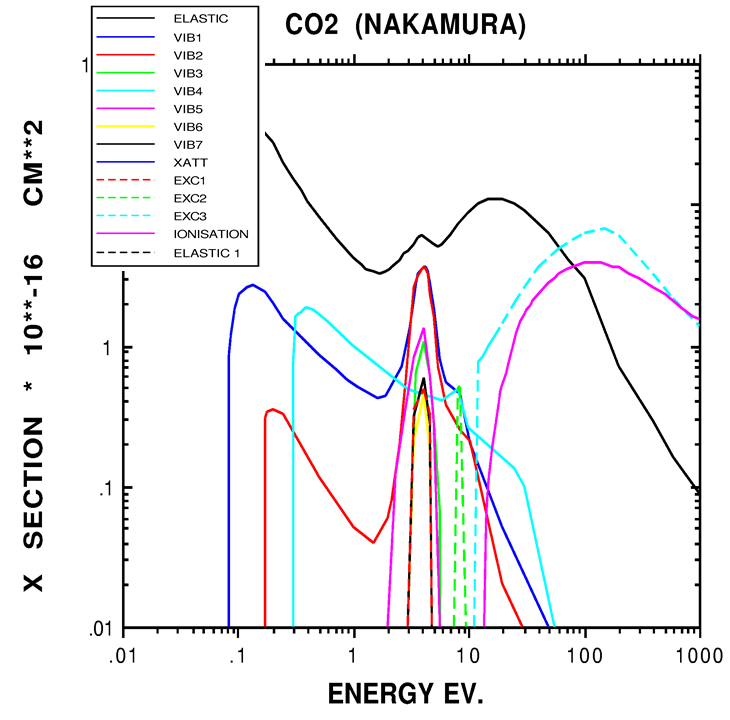 CO2 (NAKAMURA)
ELASTIC
VIB1
VIB2
VIB3
VIB4
VIB5
VIB6
VIB7
XATT
EXC1
EXC2
EXC3
IONISATION
ELASTIC 1
1
1
.1
.01
X SECTION * 10**-16 CM**2
.01
.1
1
10
100
1000
ENERGY EV.